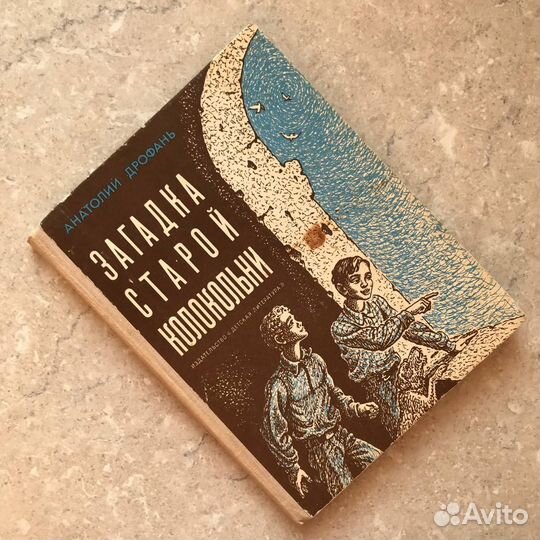 АНАТОЛИЙ ДРОФАНЬ
ЗАГАДКА
СТАРОЙ
КОЛОКОЛЬНИ
ИЗДАТЕЛЬСТВО «ДЕТСКАЯ ЛИТЕРАТУРА»
Avito